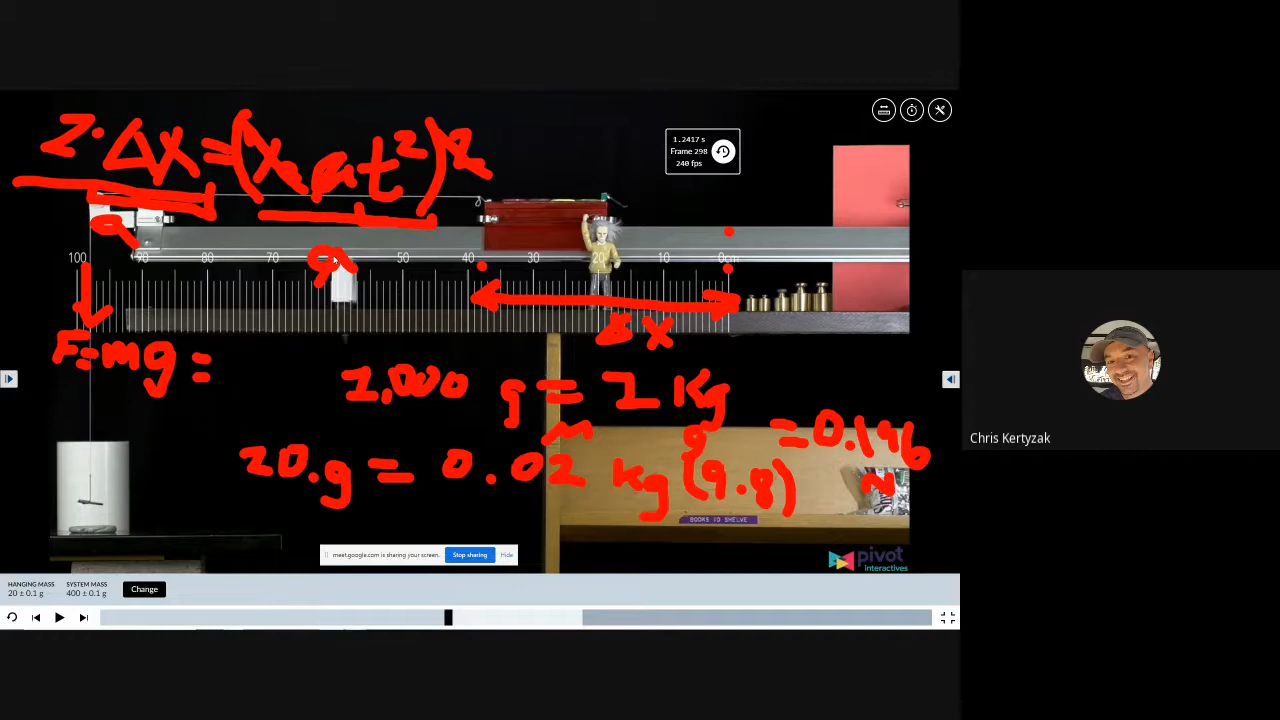 2·Δx=(½at²)2
1.2417 s
Frame 298
240 fps
a
100 90 80 70 60 50 40 30 20 10 0cm
Δx
F=mg=
1,000 g = 1 kg
m g = 0.196
20.g = 0.02 kg (9.8) N
BOOKS TO SHELVE
pivot
interactives
meet.google.com is sharing your screen. Stop sharing Hide
HANGING MASS SYSTEM MASS
20 ± 0.1 g 400 ± 0.1 g Change
Chris Kertyzak